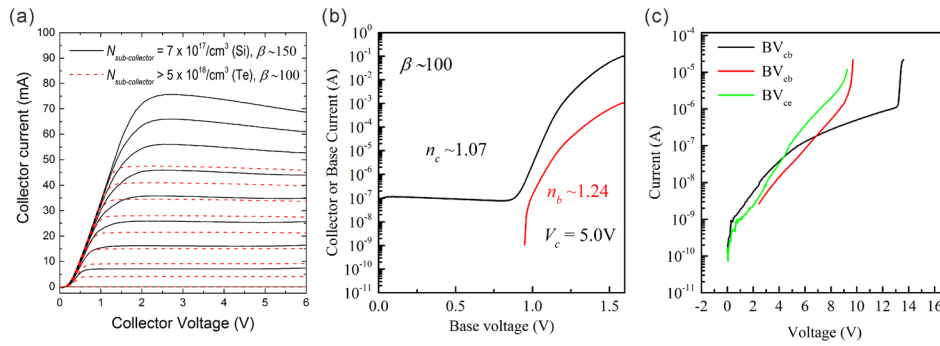 (a)
100
90
80
70
60
50
40
30
20
10
0
Collector current (mA)
N_sub-collector = 7 x 10^17/cm^3 (Si), β~150
N_sub-collector > 5 x 10^18/cm^3 (Te), β~100
0 1 2 3 4 5 6
Collector Voltage (V)
(b)
10^1
10^0
10^-1
10^-2
10^-3
10^-4
10^-5
10^-6
10^-7
10^-8
10^-9
10^-10
10^-11
Collector or Base Current (A)
β~100
n_c ~1.07
n_b ~1.24
V_c = 5.0V
0.0 0.5 1.0 1.5
Base voltage (V)
(c)
10^-4
10^-5
10^-6
10^-7
10^-8
10^-9
10^-10
10^-11
Current (A)
BV_cb
BV_eb
BV_ce
-2 0 2 4 6 8 10 12 14 16
Voltage (V)